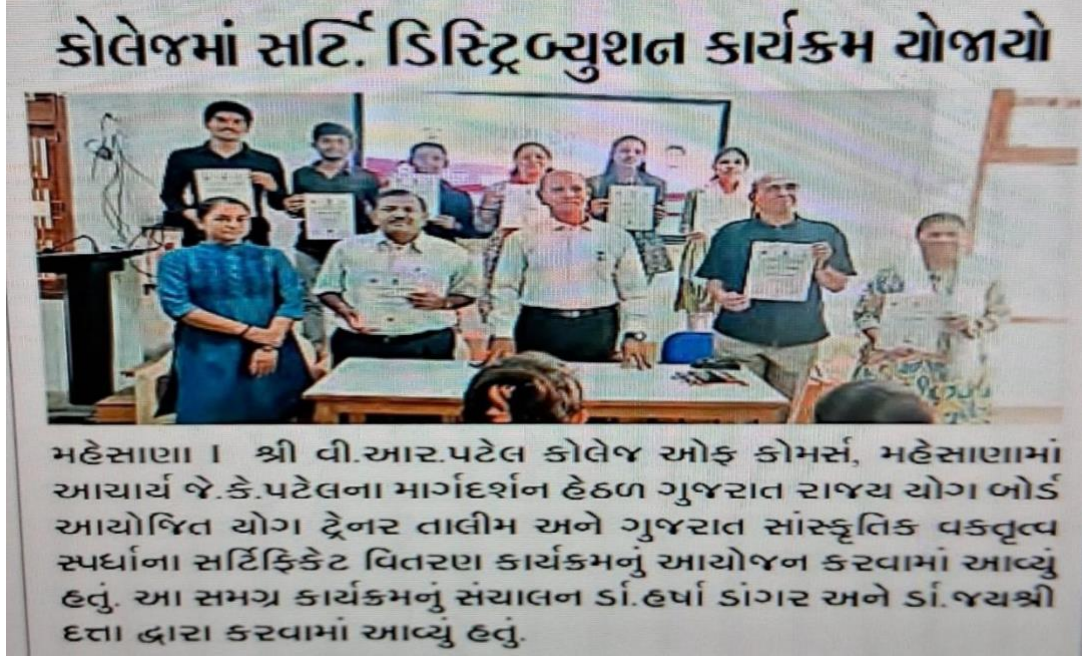 કોલેજમાં સર્ટિ. ડિસ્ટ્રિબ્યુશન કાર્યક્રમ યોજાયો
મહેસાણા I શ્રી વી.આર.પટેલ કોલેજ ઓફ કોમર્સ, મહેસાણામાં
આચાર્ય જે.કે.પટેલના માર્ગદર્શન હેઠળ ગુજરાત રાજય યોગ બોર્ડ
આયોજિત યોગ ટ્રેનર તાલીમ અને ગુજરાત સાંસ્કૃતિક વકતૃત્વ
સ્પર્ધાના સર્ટિફિકેટ વિતરણ કાર્યક્રમનું આયોજન કરવામાં આવ્યું
હતું. આ સમગ્ર કાર્યક્રમનું સંચાલન ર્ડા.હર્ષા ડાંગર અને ર્ડા.જયશ્રી
દત્તા દ્વારા કરવામાં આવ્યું હતું.